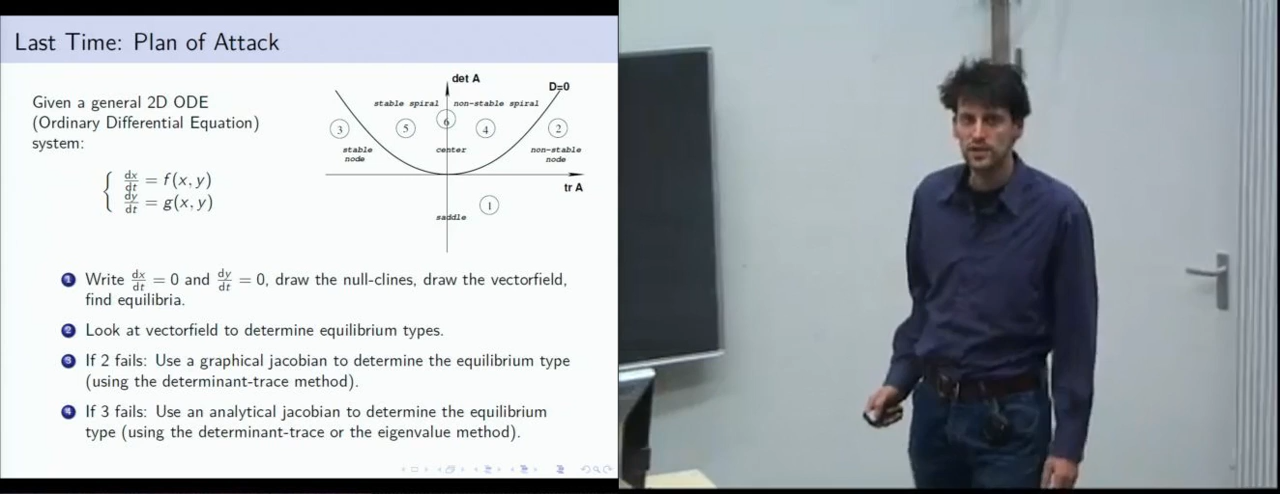 Last Time: Plan of Attack
Given a general 2D ODE
(Ordinary Differential Equation)
system:
dx/dt = f(x, y)
dy/dt = g(x, y)
det A
D=0
stable spiral
non-stable spiral
3
5
6
4
2
stable
node
center
non-stable
node
tr A
1
saddle
1 Write dx/dt = 0 and dy/dt = 0, draw the null-clines, draw the vectorfield,
find equilibria.
2 Look at vectorfield to determine equilibrium types.
3 If 2 fails: Use a graphical jacobian to determine the equilibrium type
(using the determinant-trace method).
4 If 3 fails: Use an analytical jacobian to determine the equilibrium
type (using the determinant-trace or the eigenvalue method).